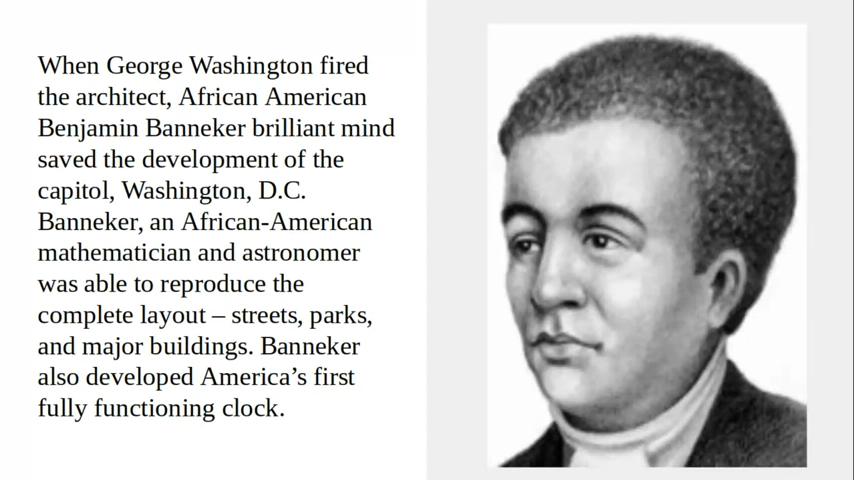 When George Washington fired
the architect, African American
Benjamin Banneker brilliant mind
saved the development of the
capitol, Washington, D.C.
Banneker, an African-American
mathematician and astronomer
was able to reproduce the
complete layout – streets, parks,
and major buildings. Banneker
also developed America’s first
fully functioning clock.